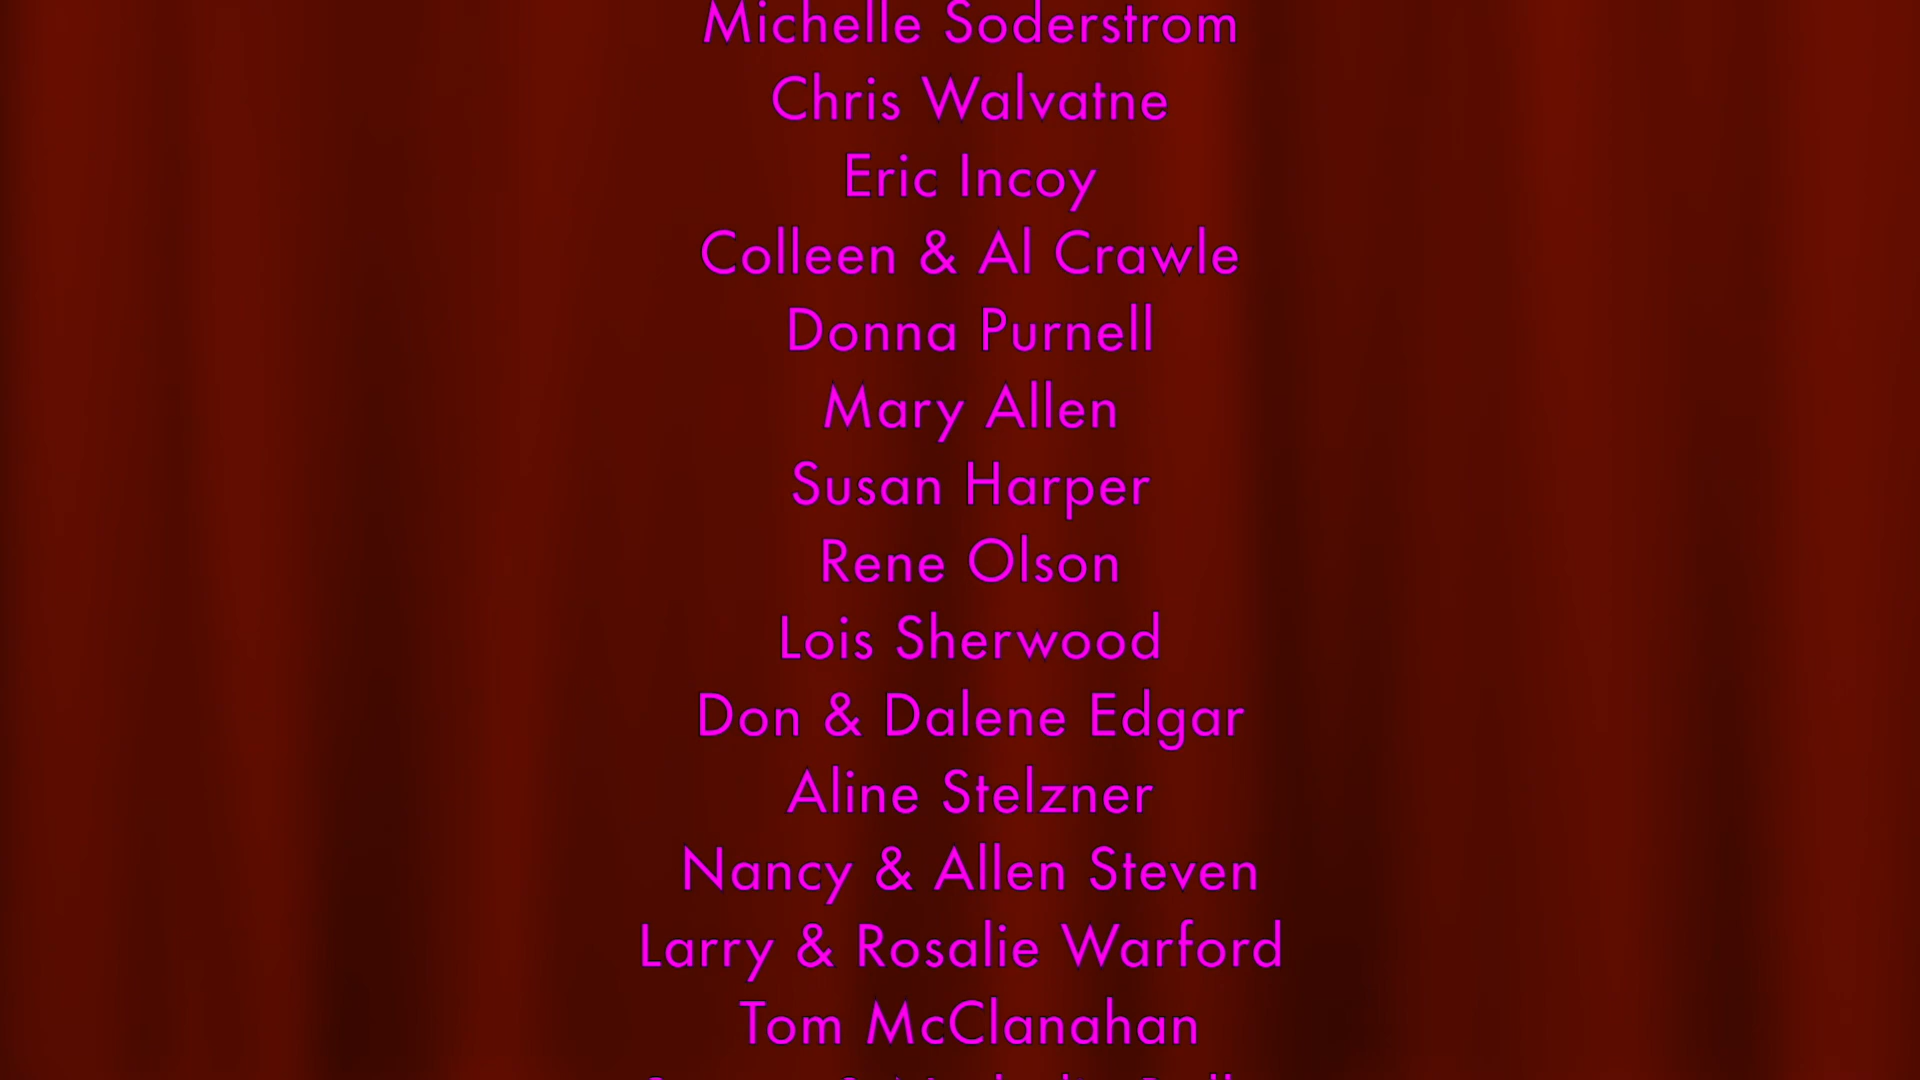 Michelle Soderstrom
Chris Walvatne
Eric Incoy
Colleen & Al Crawle
Donna Purnell
Mary Allen
Susan Harper
Rene Olson
Lois Sherwood
Don & Dalene Edgar
Aline Stelzner
Nancy & Allen Steven
Larry & Rosalie Warford
Tom McClanahan